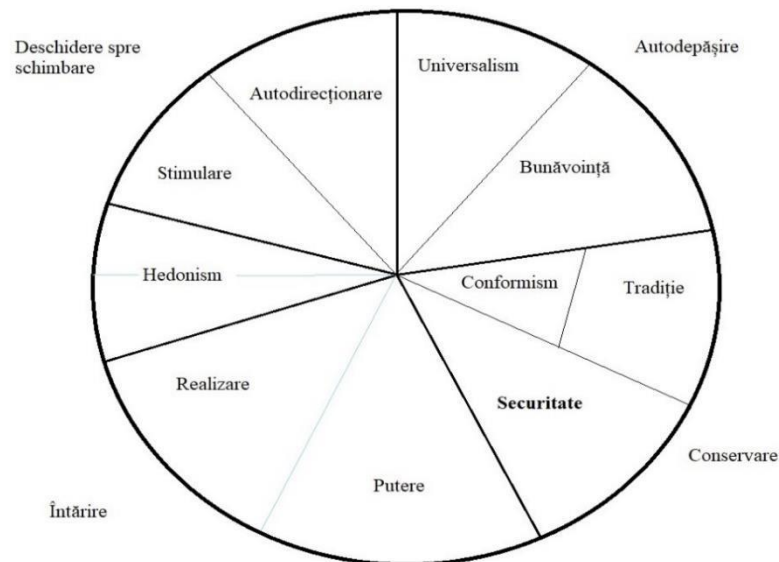 Deschidere spre
schimbare
Autodepășire
Universalism
Autodirecționare
Bunăvoință
Stimulare
Hedonism
Conformism
Tradiție
Realizare
Securitate
Conservare
Putere
Întărire